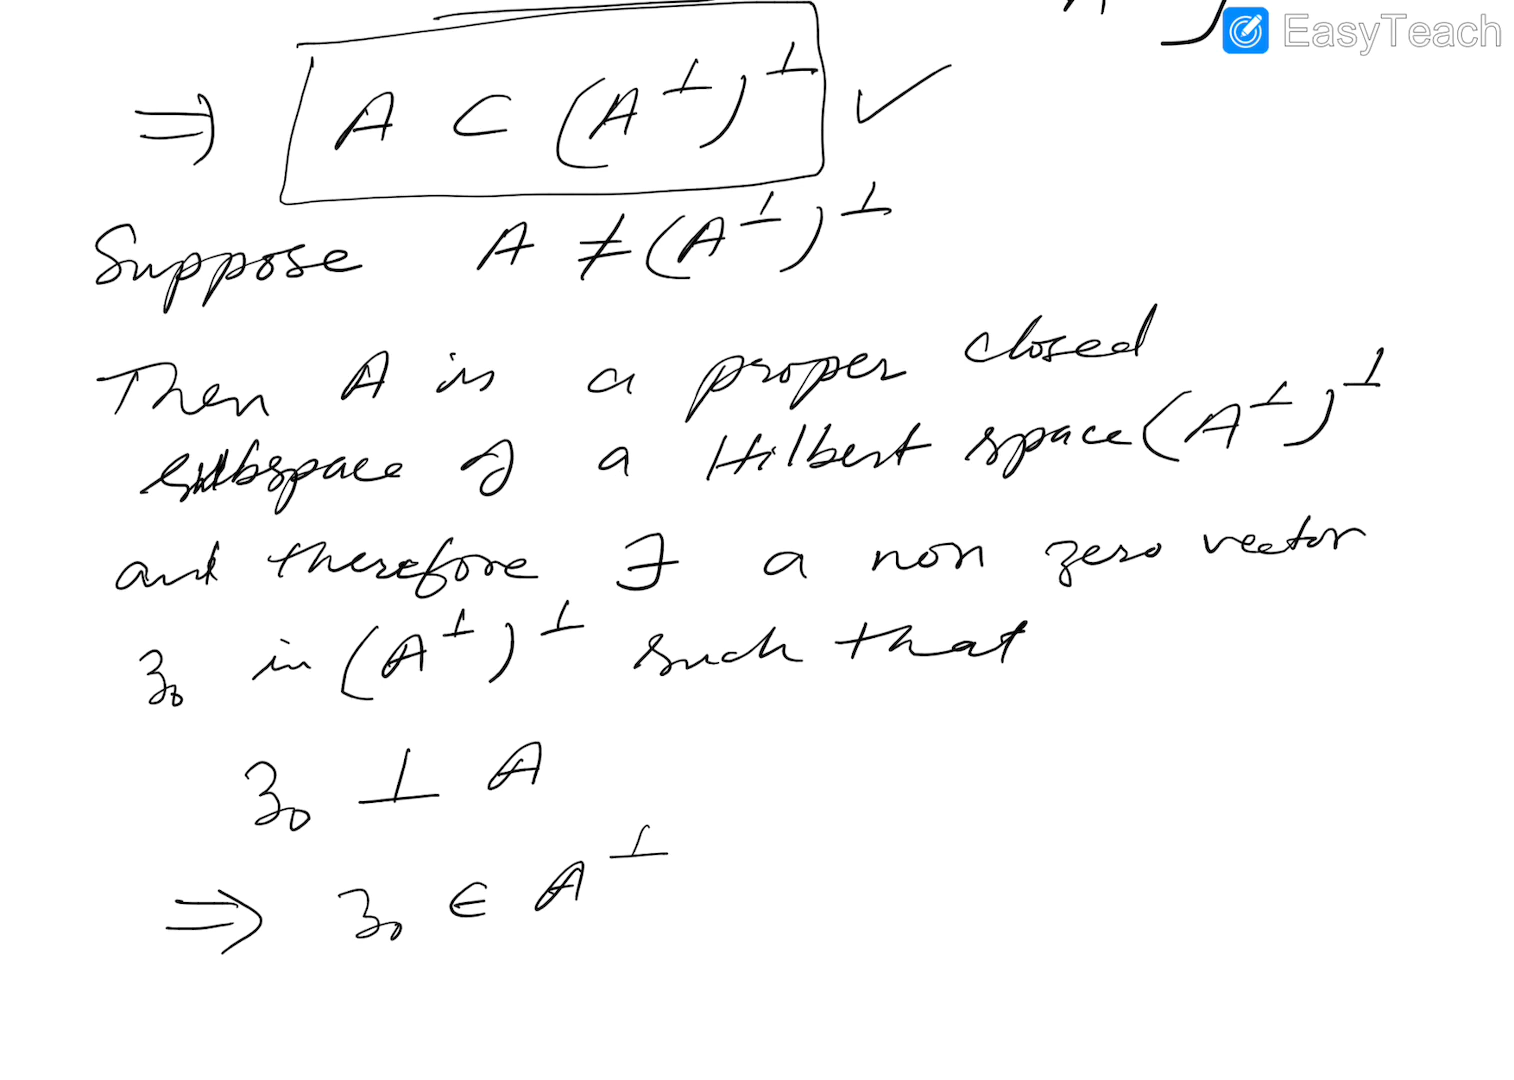 EasyTeach
⇒ A ⊂ (A^⊥)^⊥ ✓
Suppose A ≠ (A^⊥)^⊥
Then A is a proper closed
subspace of a Hilbert space (A^⊥)^⊥
and therefore ∃ a non zero vector
z₀ in (A^⊥)^⊥ such that
z₀ ⊥ A
⇒ z₀ ∈ A^⊥